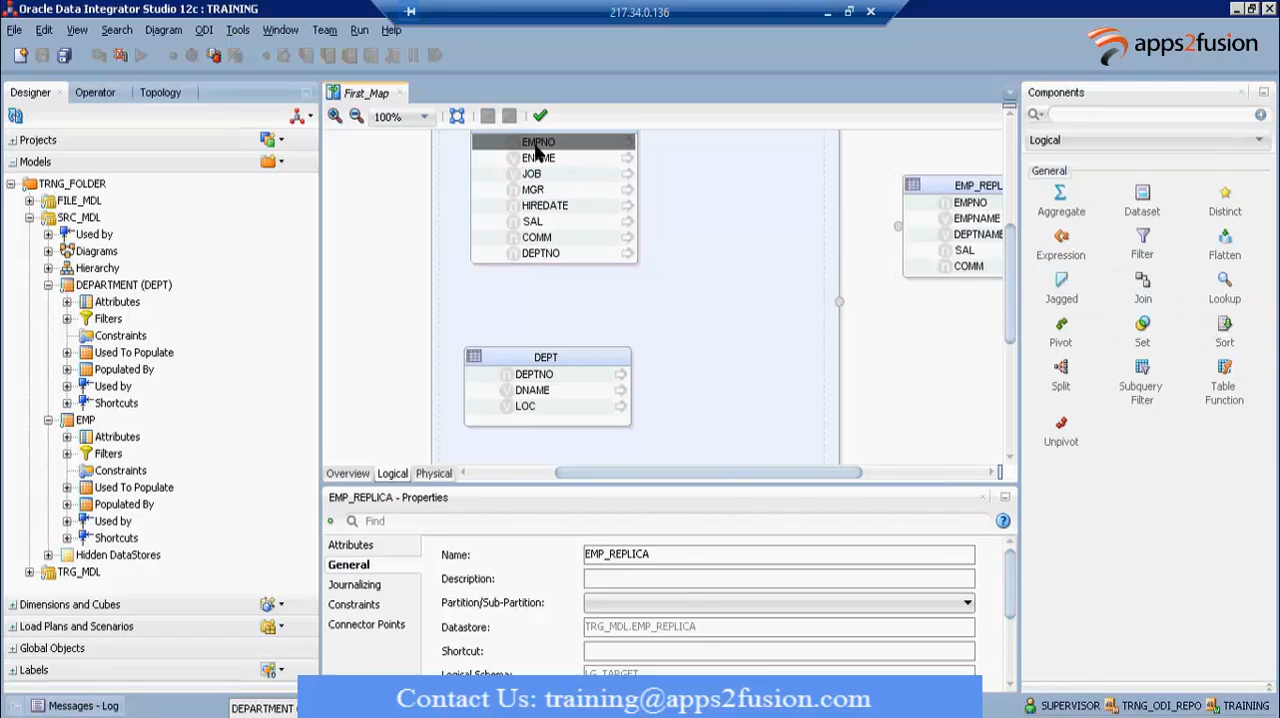 Oracle Data Integrator Studio 12c : TRAINING
217.34.0.136
File Edit View Search Diagram ODI Tools Window Team Run Help
apps2fusion
Designer Operator Topology
First_Map
Components
100%
Projects
Models
Logical
General
TRNG_FOLDER
FILE_MDL
SRC_MDL
Used by
Diagrams
Hierarchy
DEPARTMENT (DEPT)
Attributes
Filters
Constraints
Used To Populate
Populated By
Used by
Shortcuts
EMP
Attributes
Filters
Constraints
Used To Populate
Populated By
Used by
Shortcuts
Hidden DataStores
TRG_MDL
Dimensions and Cubes
Load Plans and Scenarios
Global Objects
Labels
EMPNO
ENAME
JOB
MGR
HIREDATE
SAL
COMM
DEPTNO
DEPT
DEPTNO
DNAME
LOC
EMP_REPL
EMPNO
EMPNAME
DEPTNAME
SAL
COMM
Aggregate Dataset Distinct
Expression Filter Flatten
Jagged Join Lookup
Pivot Set Sort
Split Subquery Filter Table Function
Unpivot
Overview Logical Physical
EMP_REPLICA - Properties
Find
Attributes
General
Journalizing
Constraints
Connector Points
Name: EMP_REPLICA
Description:
Partition/Sub-Partition:
Datastore: TRG_MDL.EMP_REPLICA
Shortcut:
Logical Schema: LG_TARGET
Messages - Log
DEPARTMENT
Contact Us: training@apps2fusion.com
SUPERVISOR TRNG_ODI_REPO TRAINING